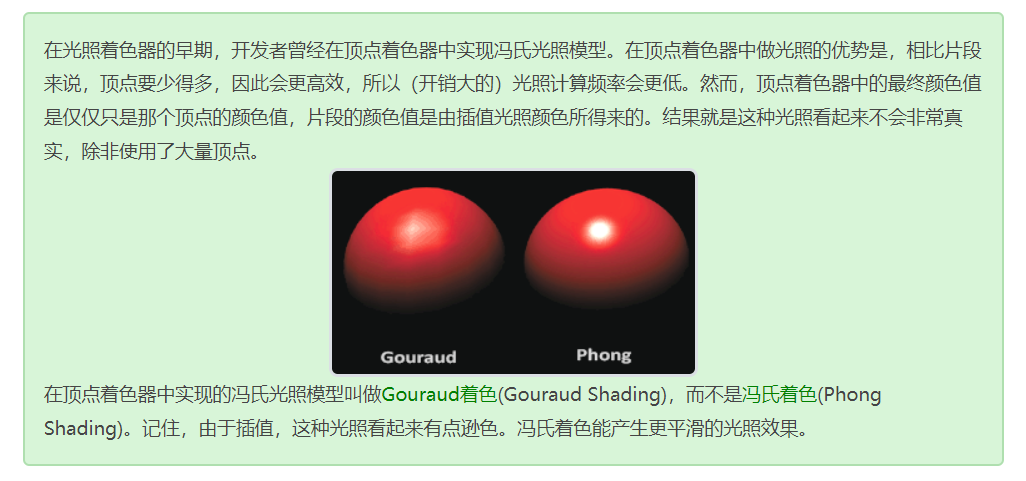 在光照着色器的早期，开发者曾经在顶点着色器中实现冯氏光照模型。在顶点着色器中做光照的优势是，相比片段
来说，顶点要少得多，因此会更高效，所以（开销大的）光照计算频率会更低。然而，顶点着色器中的最终颜色值
是仅仅只是那个顶点的颜色值，片段的颜色值是由插值光照颜色所得来的。结果就是这种光照看起来不会非常真
实，除非使用了大量顶点。
Gouraud
Phong
在顶点着色器中实现的冯氏光照模型叫做Gouraud着色(Gouraud Shading)，而不是冯氏着色(Phong
Shading)。记住，由于插值，这种光照看起来有点逊色。冯氏着色能产生更平滑的光照效果。